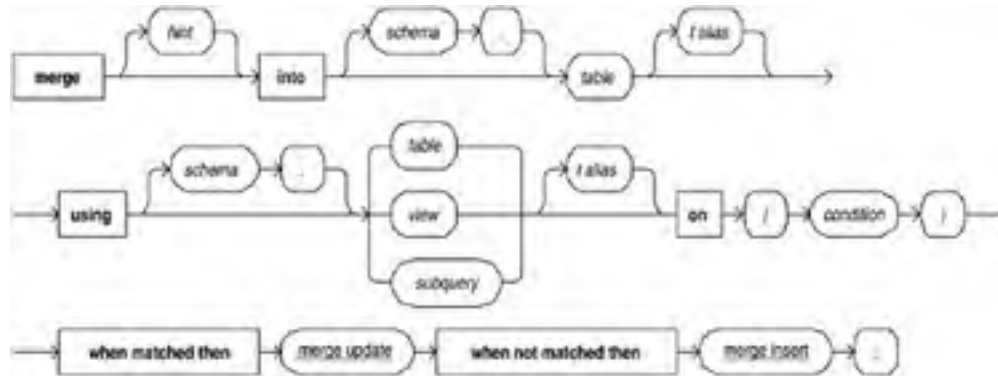 hint schema . t alias
merge into table
table
schema . t alias
using view on ( condition )
subquery
when matched then merge update when not matched then merge insert ;